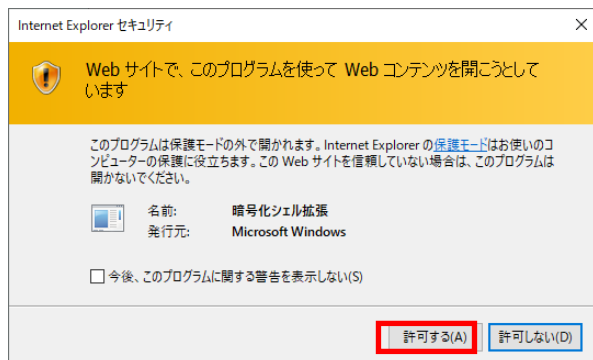 Internet Explorer セキュリティ
Web サイトで、このプログラムを使って Web コンテンツを開こうとして
います
このプログラムは保護モードの外で開かれます。Internet Explorer の保護モードはお使いのコ
ンピューターの保護に役立ちます。この Web サイトを信頼していない場合は、このプログラムは
開かないでください。
名前: 暗号化シェル拡張
発行元: Microsoft Windows
今後、このプログラムに関する警告を表示しない(S)
許可する(A) 許可しない(D)